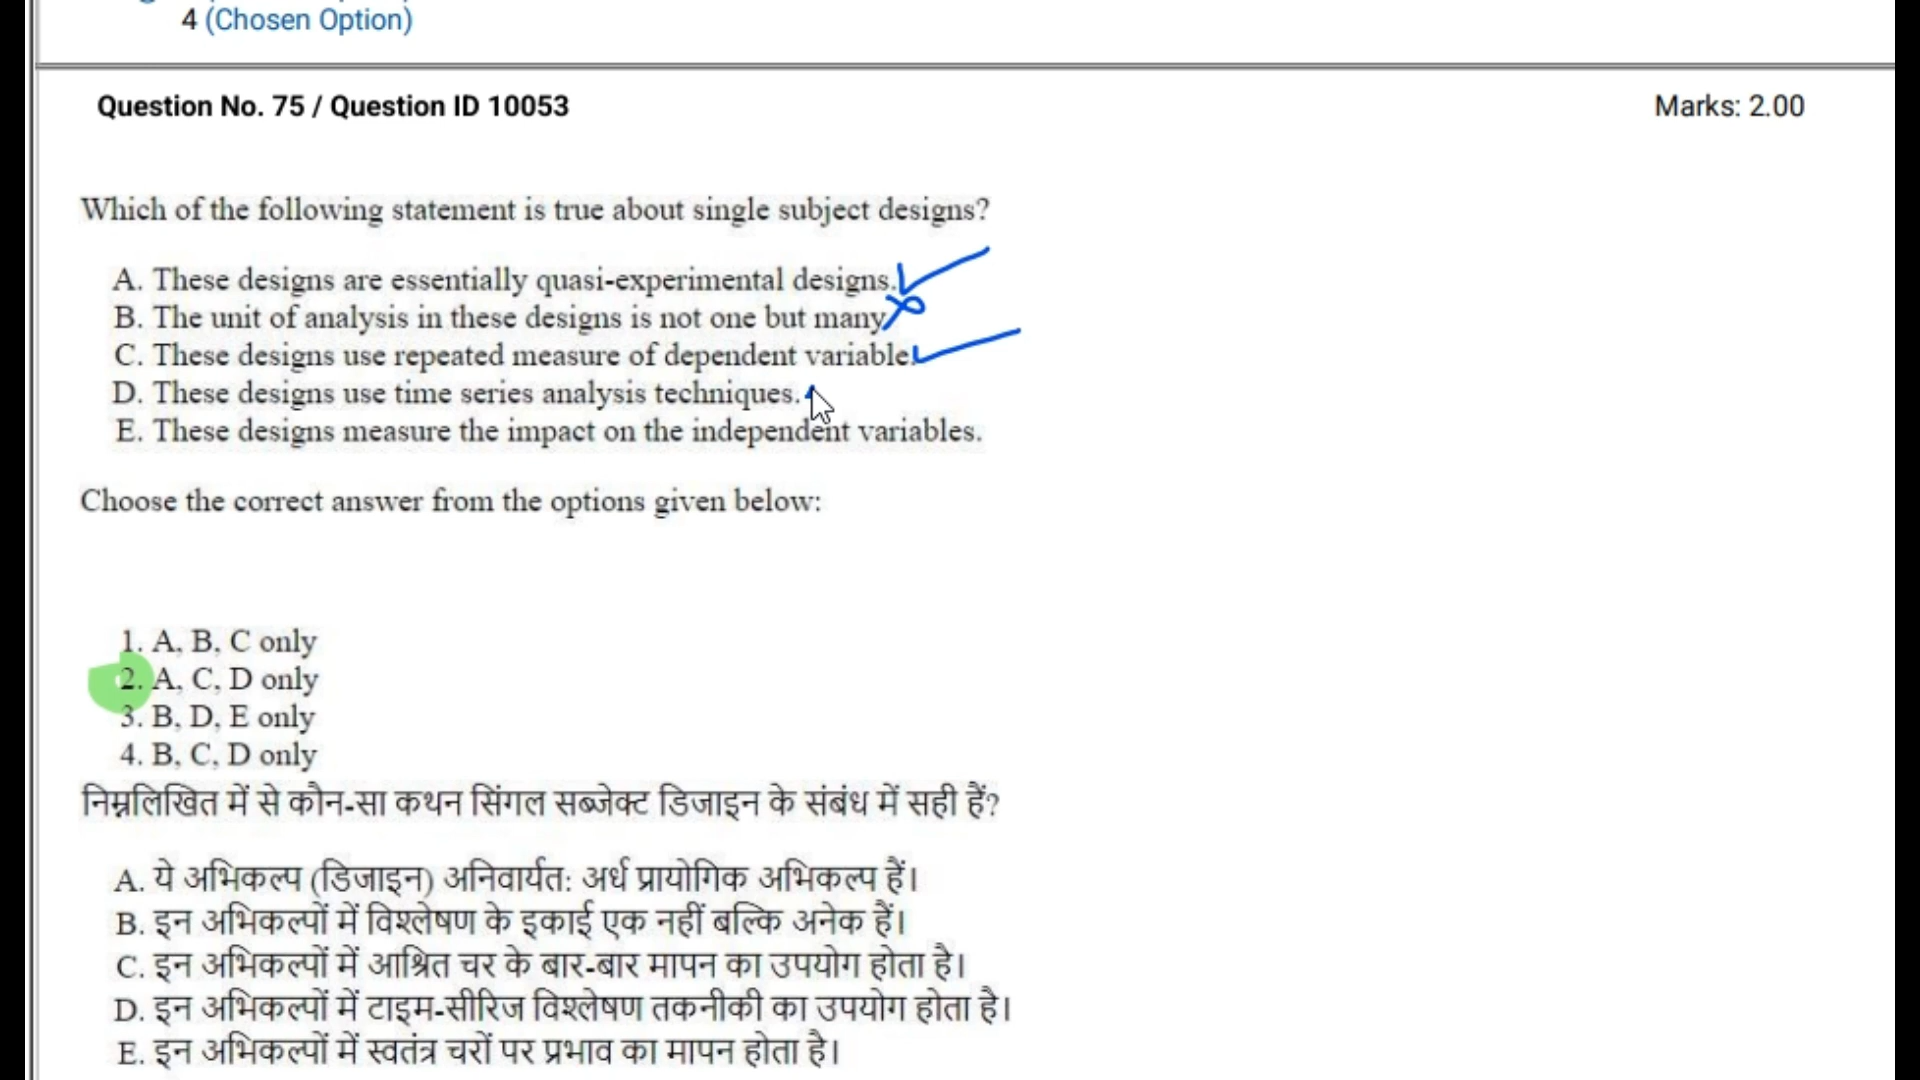 4 (Chosen Option)
Question No. 75 / Question ID 10053
Marks: 2.00
Which of the following statement is true about single subject designs?
A. These designs are essentially quasi-experimental designs.
B. The unit of analysis in these designs is not one but many
C. These designs use repeated measure of dependent variable.
D. These designs use time series analysis techniques.
E. These designs measure the impact on the independent variables.
Choose the correct answer from the options given below:
1. A, B, C only
2. A, C, D only
3. B, D, E only
4. B, C, D only
निम्नलिखित में से कौन-सा कथन सिंगल सब्जेक्ट डिजाइन के संबंध में सही हैं?
A. ये अभिकल्प (डिजाइन) अनिवार्यत: अर्ध प्रायोगिक अभिकल्प हैं।
B. इन अभिकल्पों में विश्लेषण के इकाई एक नहीं बल्कि अनेक हैं।
C. इन अभिकल्पों में आश्रित चर के बार-बार मापन का उपयोग होता है।
D. इन अभिकल्पों में टाइम-सीरिज विश्लेषण तकनीकी का उपयोग होता है।
E. इन अभिकल्पों में स्वतंत्र चरों पर प्रभाव का मापन होता है।